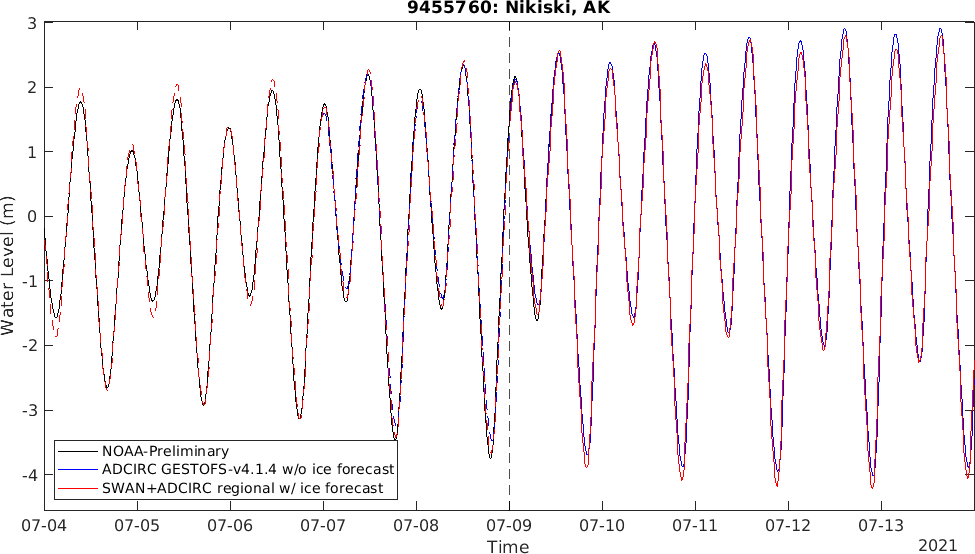 9455760: Nikiski, AK
3
2
1
0
-1
-2
-3
-4
Water Level (m)
NOAA-Preliminary
ADCIRC GESTOFS-v4.1.4 w/o ice forecast
SWAN+ADCIRC regional w/ ice forecast
07-04 07-05 07-06 07-07 07-08 07-09 07-10 07-11 07-12 07-13
Time
2021